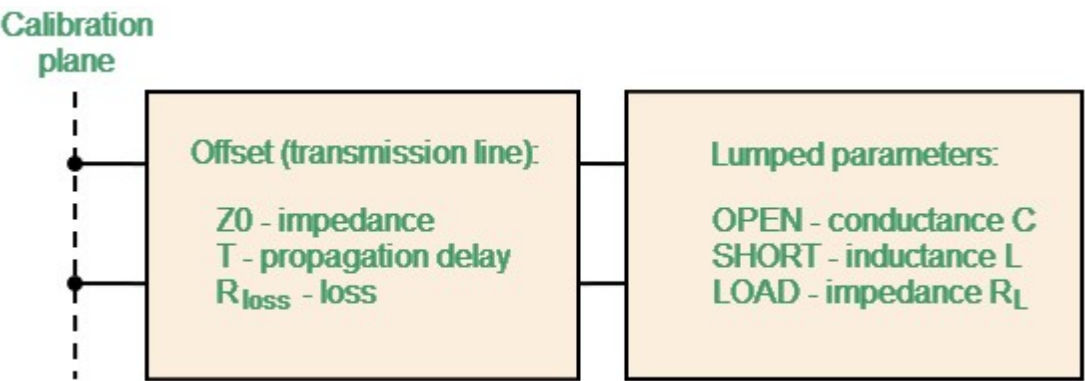 Calibration
plane
Offset (transmission line):
Z0 - impedance
T - propagation delay
Rloss - loss
Lumped parameters:
OPEN - conductance C
SHORT - inductance L
LOAD - impedance RL